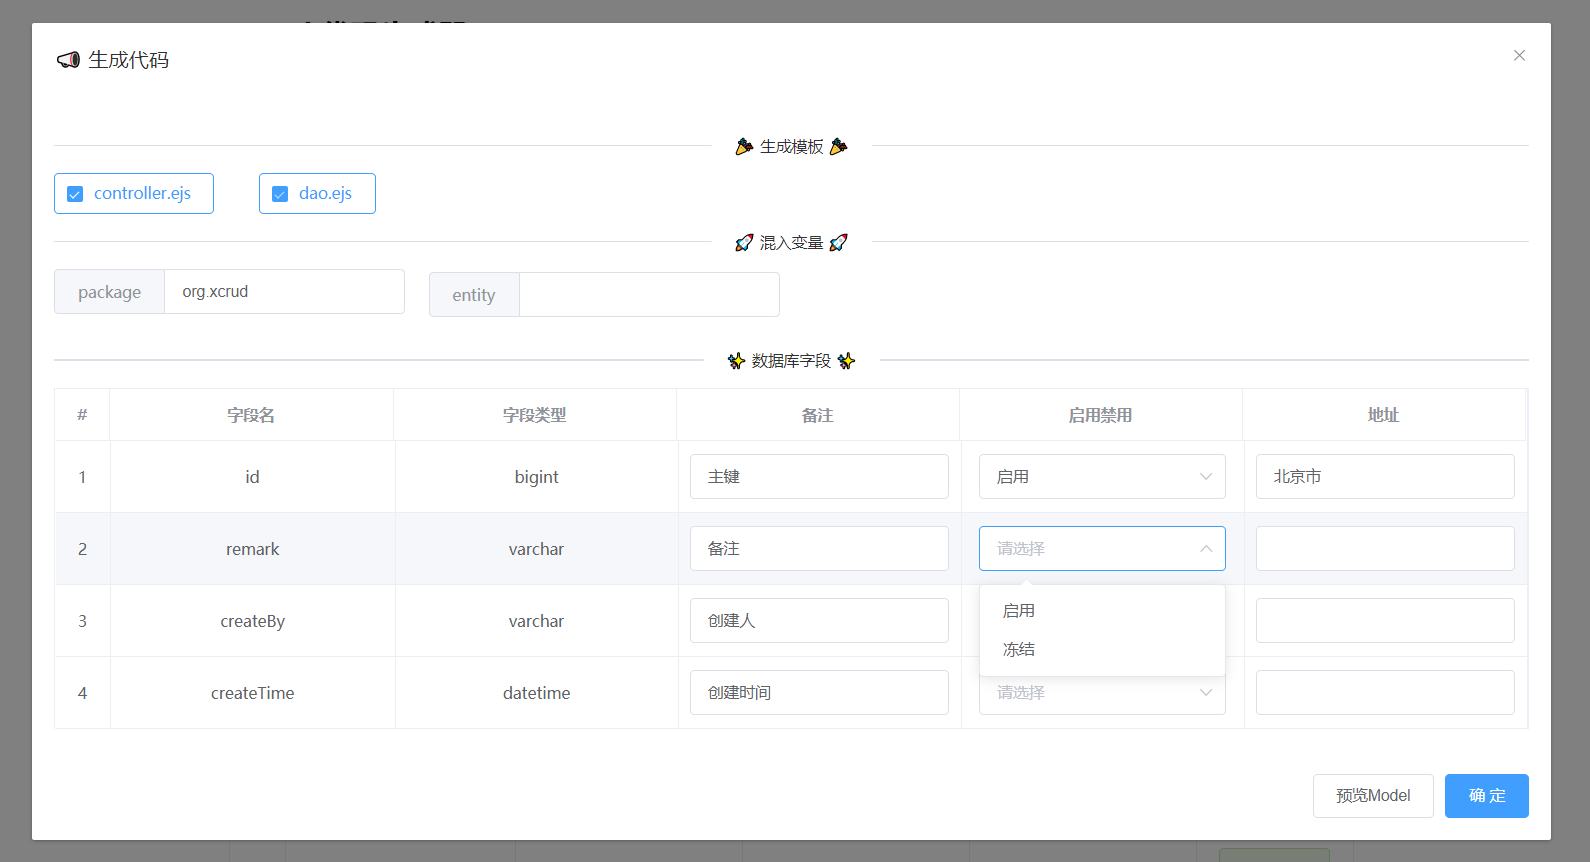 生成代码
生成模板
controller.ejs dao.ejs
混入变量
package org.xcrud entity
数据库字段
# 字段名 字段类型 备注 启用禁用 地址
1 id bigint 主键 启用 北京市
2 remark varchar 备注 请选择
启用
3 createBy varchar 创建人
冻结
4 createTime datetime 创建时间 请选择
预览Model 确 定